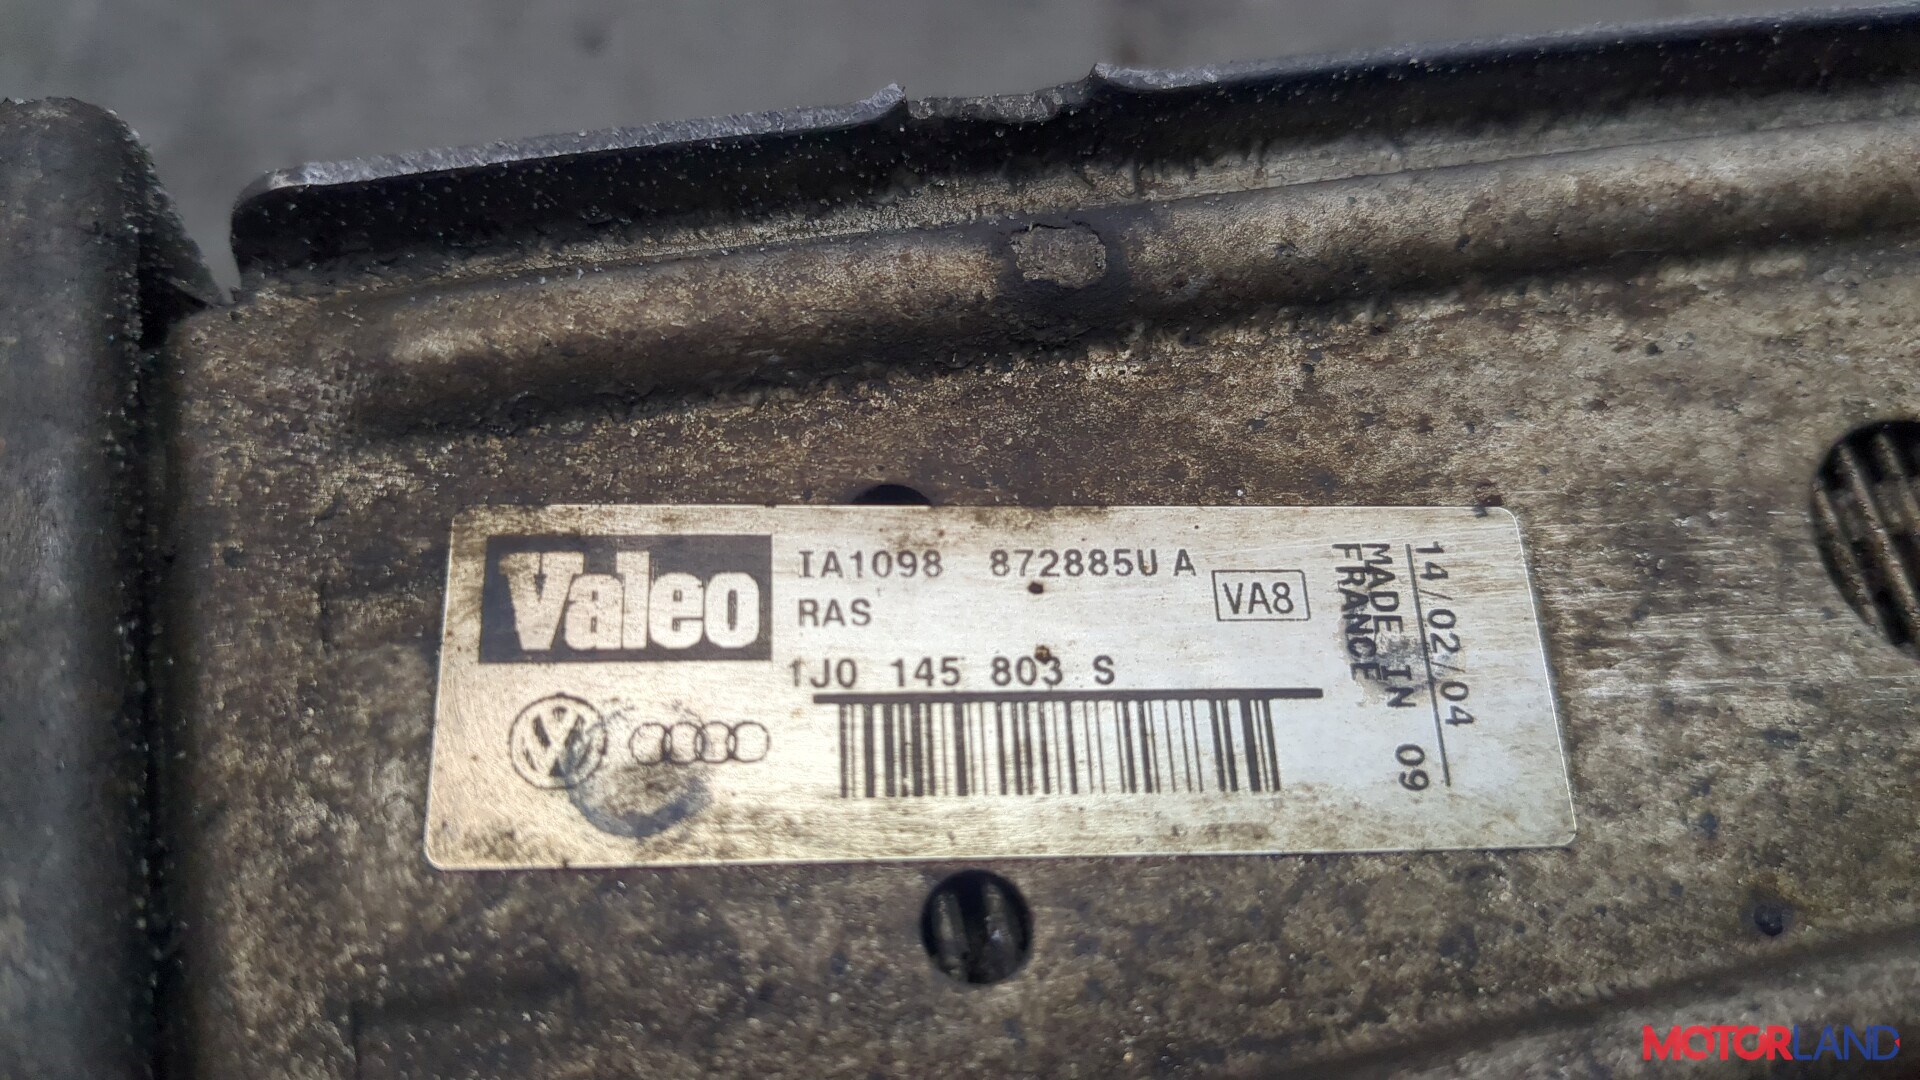 Valeo
IA1098 872885U A
RAS
VA8
1J0 145 803 S
14/02/04
MADE IN 09
FRANCE
MOTORLAND